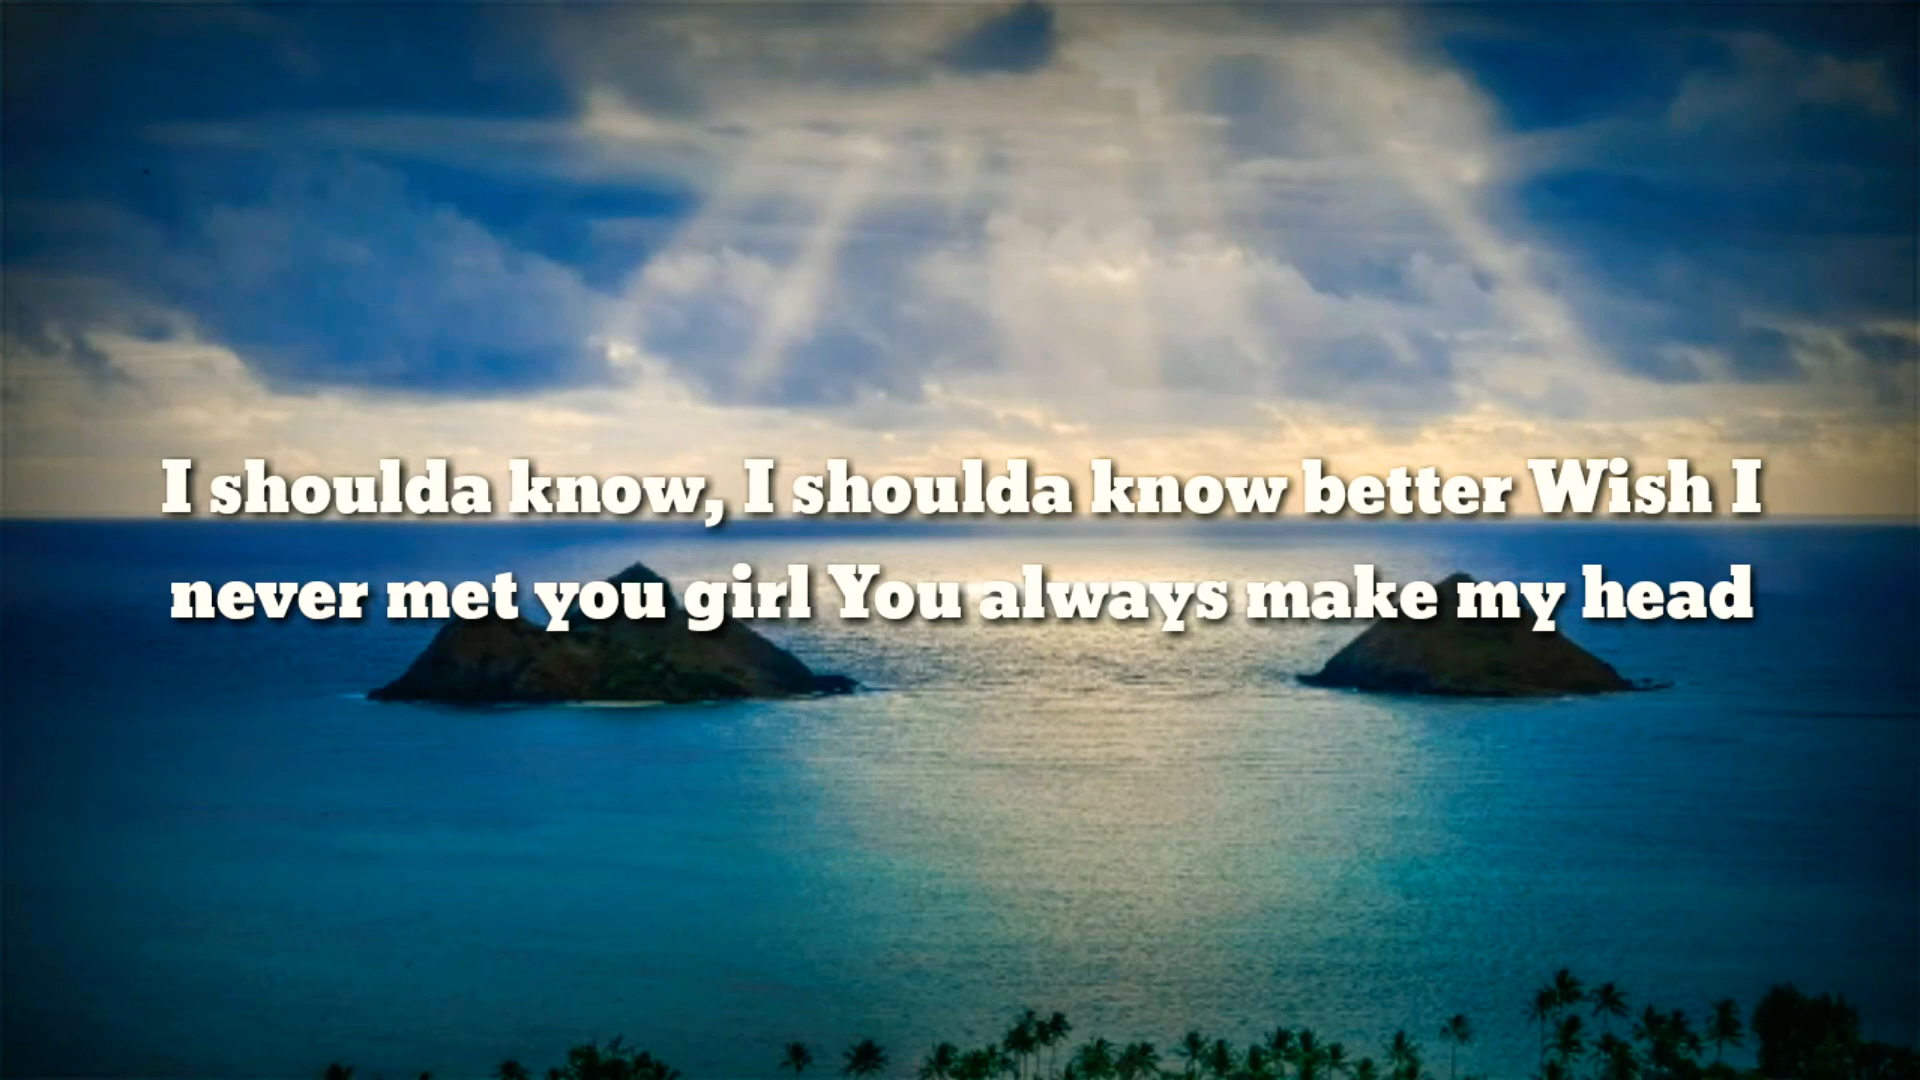 I shoulda know, I shoulda know better Wish I
never met you girl You always make my head